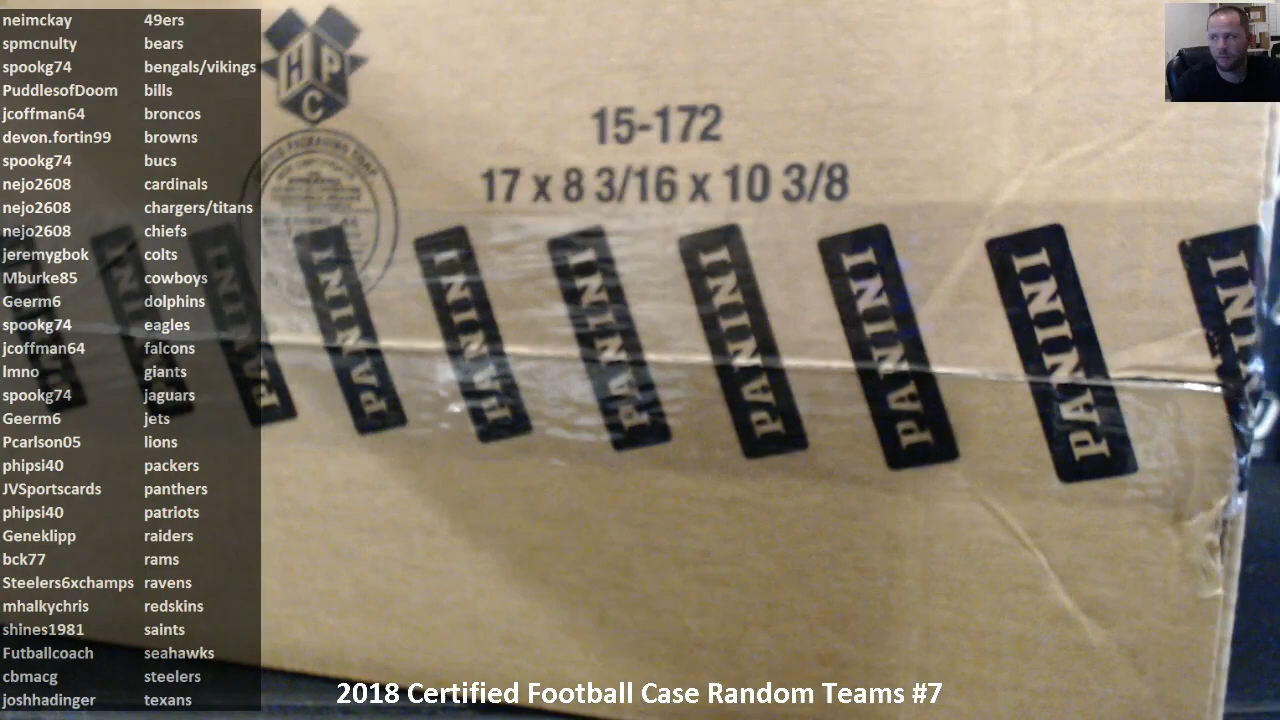 neimckay 49ers
spmcnulty bears
spookg74 bengals/vikings
PuddlesofDoom bills
jcoffman64 broncos
devon.fortin99 browns
spookg74 bucs
nejo2608 cardinals
nejo2608 chargers/titans
nejo2608 chiefs
jeremygbok colts
Mburke85 cowboys
Geerm6 dolphins
spookg74 eagles
jcoffman64 falcons
lmno giants
spookg74 jaguars
Geerm6 jets
Pcarlson05 lions
phipsi40 packers
JVSportscards panthers
phipsi40 patriots
Geneklipp raiders
bck77 rams
Steelers6xchamps ravens
mhalkychris redskins
shines1981 saints
Futballcoach seahawks
cbmacg steelers
joshhadinger texans
HPC
15-172
17 x 8 3/16 x 10 3/8
PANINI
PANINI
PANINI
PANINI
PANINI
PANINI
PANINI
2018 Certified Football Case Random Teams #7